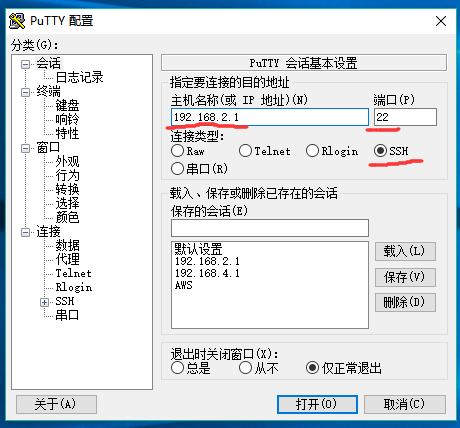 PuTTY 配置
分类(G):
会话
日志记录
终端
键盘
响铃
特性
窗口
外观
行为
转换
选择
颜色
连接
数据
代理
Telnet
Rlogin
SSH
串口
PuTTY 会话基本设置
指定要连接的目的地址
主机名称(或 IP 地址)(N) 端口(P)
192.168.2.1 22
连接类型:
Raw Telnet Rlogin SSH
串口(R)
载入、保存或删除已存在的会话
保存的会话(E)
默认设置
192.168.2.1
192.168.4.1
AWS
载入(L)
保存(V)
删除(D)
退出时关闭窗口(X):
总是 从不 仅正常退出
关于(A) 打开(O) 取消(C)